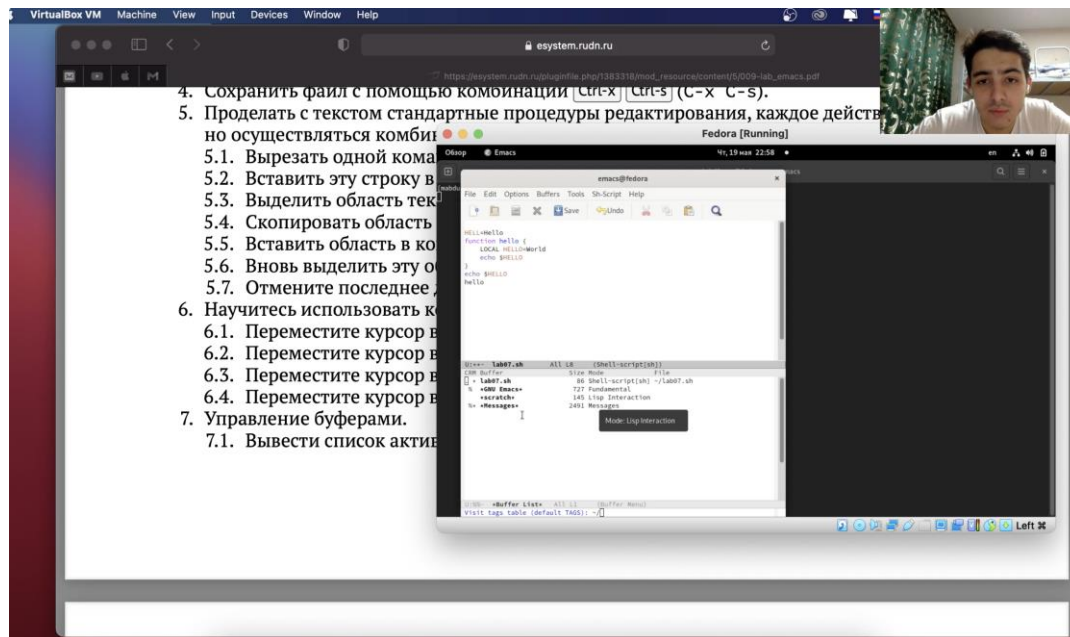 VirtualBox VM Machine View Input Devices Window Help
esystem.rudn.ru
https://esystem.rudn.ru/pluginfile.php/1383318/mod_resource/content/5/009-lab_emacs.pdf
4. Сохранить файл с помощью комбинации Ctrl-x Ctrl-s (C-x C-s).
5. Проделать с текстом стандартные процедуры редактирования, каждое действ
но осуществляться комби
5.1. Вырезать одной кома
5.2. Вставить эту строку в
5.3. Выделить область тек
5.4. Скопировать область
5.5. Вставить область в ко
5.6. Вновь выделить эту о
5.7. Отмените последнее
6. Научитесь использовать к
6.1. Переместите курсор в
6.2. Переместите курсор в
6.3. Переместите курсор в
6.4. Переместите курсор в
7. Управление буферами.
7.1. Вывести список актив
Fedora [Running]
Обзор Emacs Чт, 19 мая 22:58 en
emacs@fedora
File Edit Options Buffers Tools Sh-Script Help
Save Undo
HELL=Hello
function hello {
LOCAL HELLO=World
echo $HELLO
}
echo $HELLO
hello
U:**- lab07.sh All L8 (Shell-script[sh])
CRM Buffer Size Mode File
lab07.sh 86 Shell-script[sh] ~/lab07.sh
% *GNU Emacs* 727 Fundamental
*scratch* 145 Lisp Interaction
%* *Messages* 2491 Messages
Mode: Lisp Interaction
U:%%- *Buffer List* All L1 (Buffer Menu)
Visit tags table (default TAGS): ~/
Left ⌘